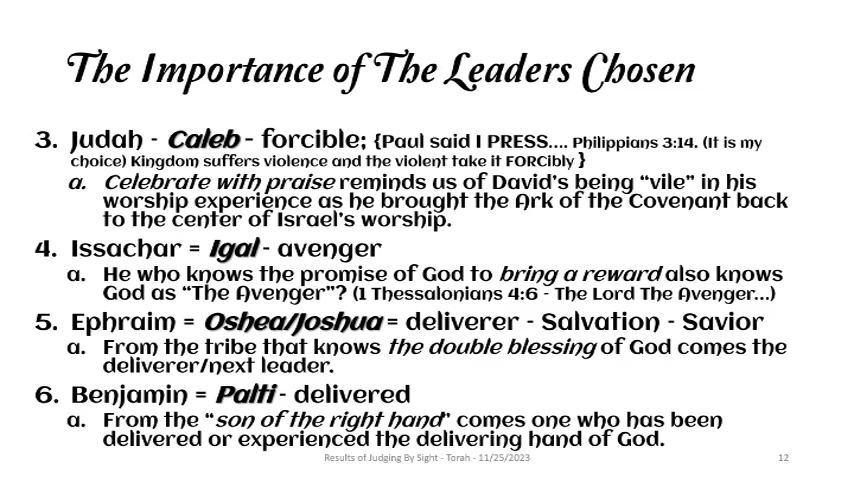 The Importance of The Leaders Chosen
3. Judah - Caleb - forcible; {Paul said I PRESS.... Philippians 3:14. (It is my
choice) Kingdom suffers violence and the violent take it FORCibly }
a. Celebrate with praise reminds us of David's being “vile” in his
worship experience as he brought the Ark of the Covenant back
to the center of Israel's worship.
4. Issachar = Igal - avenger
a. He who knows the promise of God to bring a reward also knows
God as “The Avenger”? (1 Thessalonians 4:6 - The Lord The Avenger...)
5. Ephraim = Oshea/Joshua = deliverer - Salvation - Savior
a. From the tribe that knows the double blessing of God comes the
deliverer/next leader.
6. Benjamin = Palti - delivered
a. From the “son of the right hand” comes one who has been
delivered or experienced the delivering hand of God.
Results of Judging By Sight - Torah - 11/25/2023
12